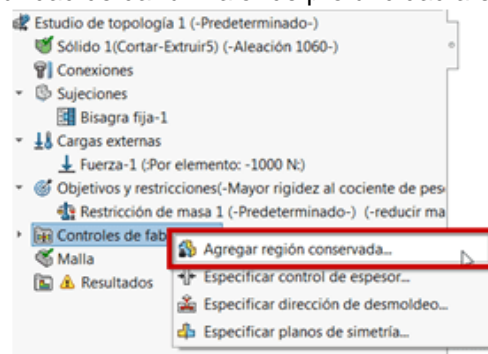 Estudio de topología 1 (-Predeterminado-)
Sólido 1(Cortar-Extruir5) (-Aleación 1060-)
Conexiones
Sujeciones
Bisagra fija-1
Cargas externas
Fuerza-1 (:Por elemento: -1000 N:)
Objetivos y restricciones(-Mayor rigidez al cociente de pes
Restricción de masa 1 (-Predeterminado-) (-reducir ma
Controles de fab
Agregar región conservada...
Malla
Especificar control de espesor...
Resultados
Especificar dirección de desmoldeo...
Especificar planos de simetría...